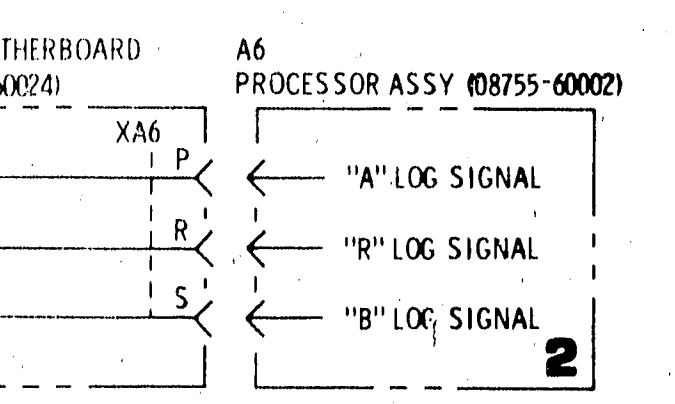 THERBOARD
0024)
A6
PROCESSOR ASSY (08755-60002)
XA6
P
"A" LOG SIGNAL
R
"R" LOG SIGNAL
S
"B" LOG SIGNAL
2